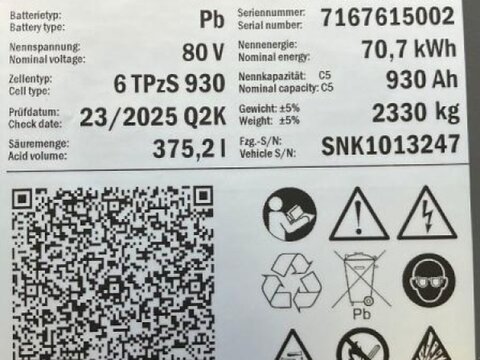 Batterietyp: Pb Seriennummer: 7167615002
Battery type: Serial number:
Nennspannung: 80 V Nennenergie: 70,7 kWh
Nominal voltage: Nominal energy:
Zellentyp: 6 TPzS 930 Nennkapazität: C5 930 Ah
Cell type: Nominal capacity: C5
Prüfdatum: 23/2025 Q2K Gewicht: ±5% 2330 kg
Check date: Weight: ±5%
Säuremenge: 375,2 l Fzg.-S/N: SNK1013247
Acid volume: Vehicle S/N:
Pb